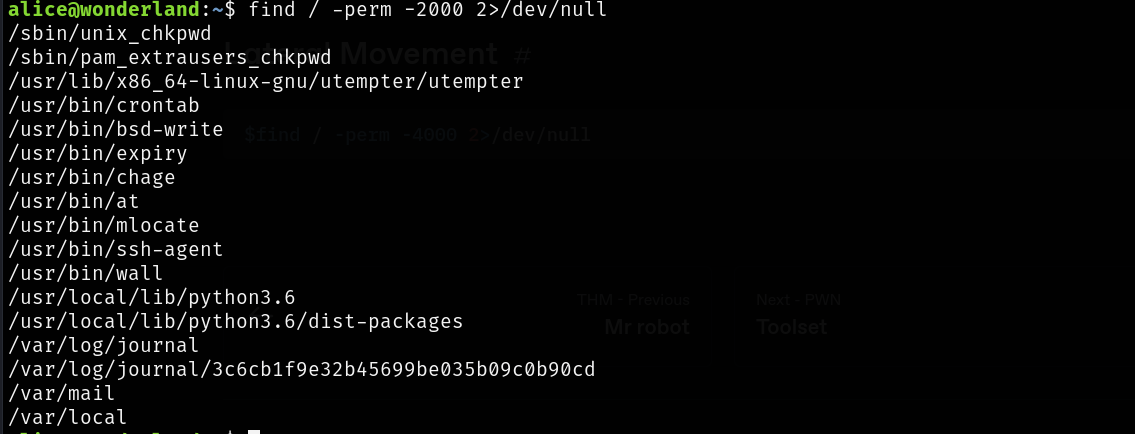 alice@wonderland:~$ find / -perm -2000 2>/dev/null
/sbin/unix_chkpwd
Lateral Movement #
/sbin/pam_extrausers_chkpwd
/usr/lib/x86_64-linux-gnu/utempter/utempter
/usr/bin/crontab
/usr/bin/bsd-write
$find / -perm -4000 2>/dev/null
/usr/bin/expiry
/usr/bin/chage
/usr/bin/at
/usr/bin/mlocate
/usr/bin/ssh-agent
/usr/bin/wall
/usr/local/lib/python3.6
THM - Previous Next - PWN
/usr/local/lib/python3.6/dist-packages
Mr robot Toolset
/var/log/journal
/var/log/journal/3c6cb1f9e32b45699be035b09c0b90cd
/var/mail
/var/local